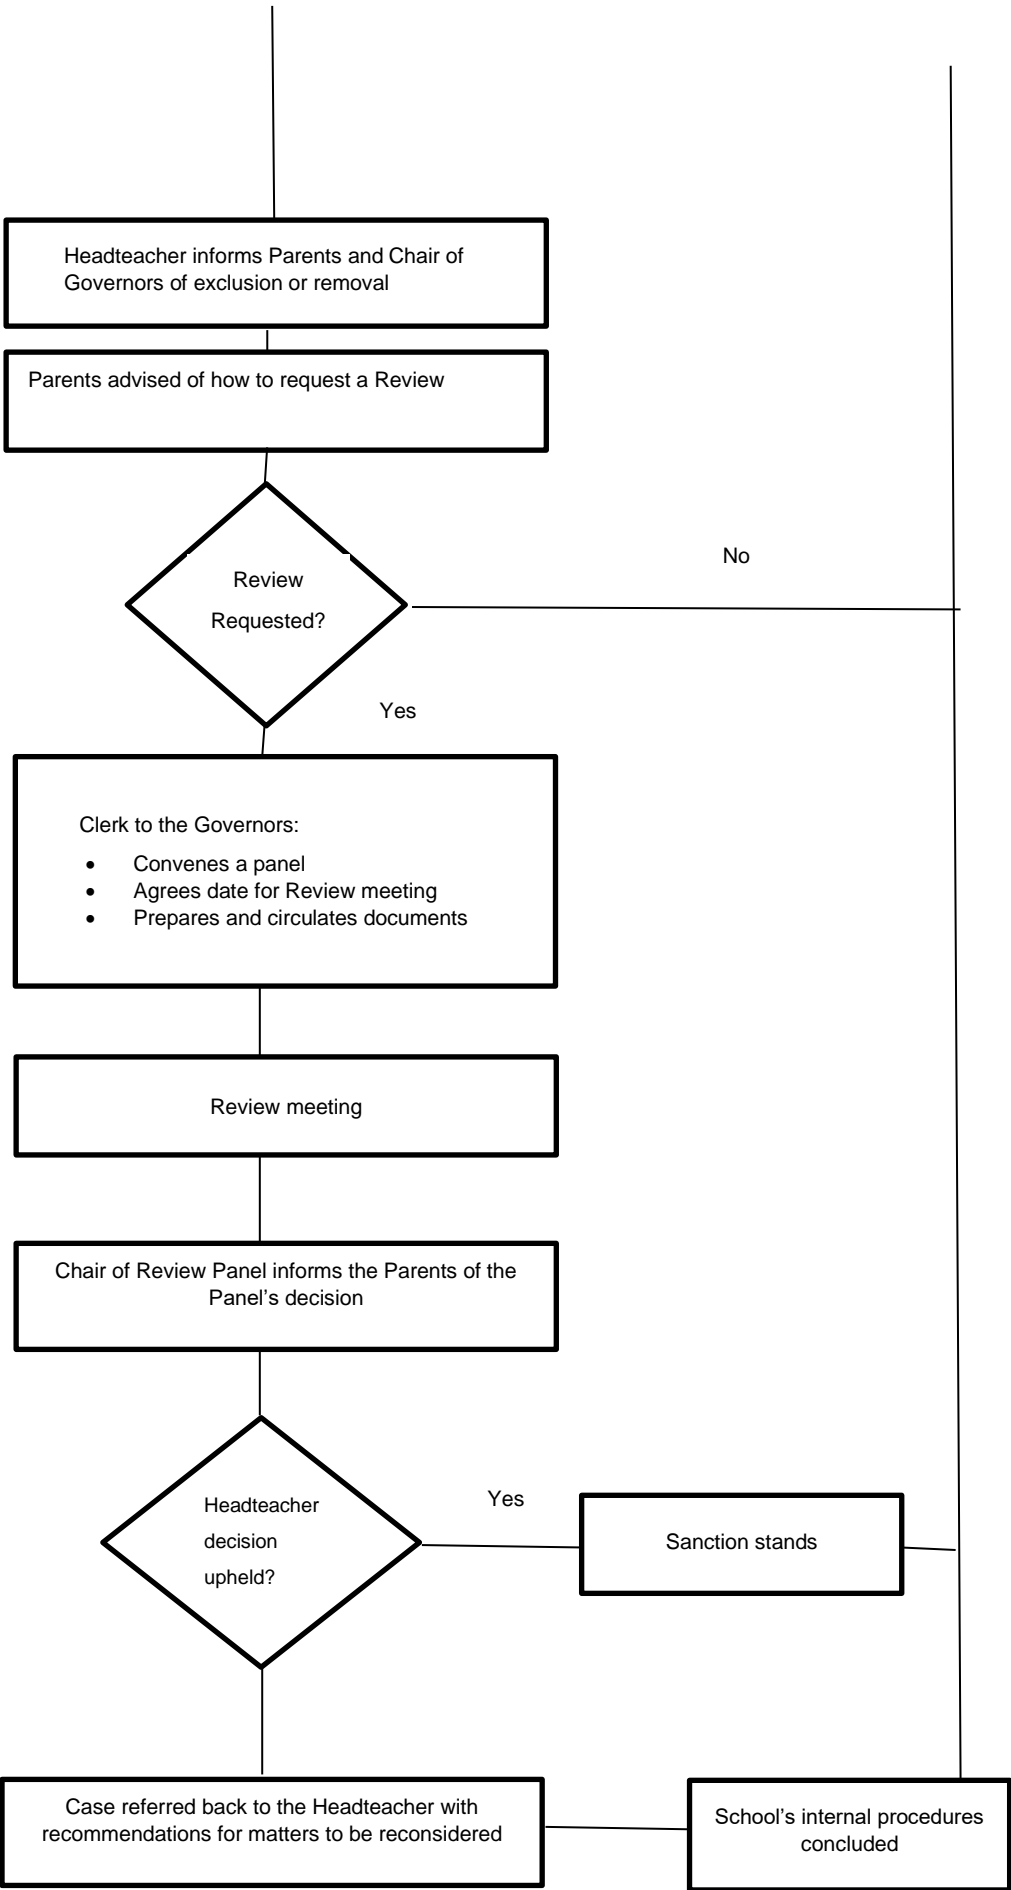 Headteacher informs Parents and Chair of
Governors of exclusion or removal
Parents advised of how to request a Review
No
Review
Requested?
Yes
Clerk to the Governors:
• Convenes a panel
• Agrees date for Review meeting
• Prepares and circulates documents
Review meeting
Chair of Review Panel informs the Parents of the
Panel’s decision
Headteacher
decision
upheld?
Yes
Sanction stands
Case referred back to the Headteacher with
recommendations for matters to be reconsidered
School’s internal procedures
concluded